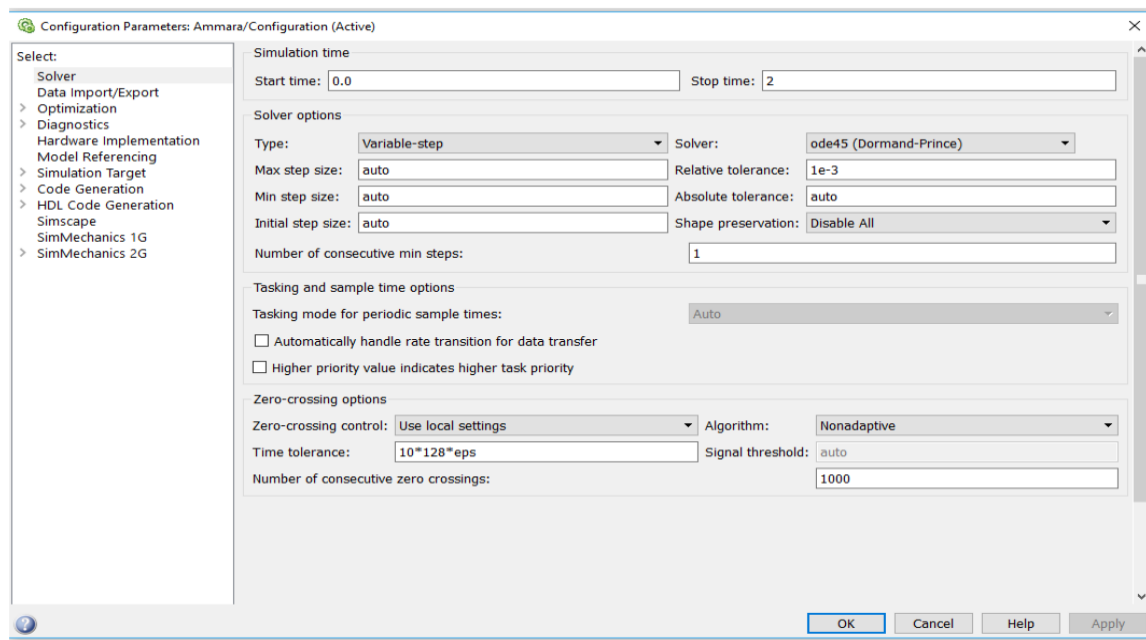 Configuration Parameters: Ammara/Configuration (Active)
Select:
Solver
Data Import/Export
Optimization
Diagnostics
Hardware Implementation
Model Referencing
Simulation Target
Code Generation
HDL Code Generation
Simscape
SimMechanics 1G
SimMechanics 2G
Simulation time
Start time: 0.0 Stop time: 2
Solver options
Type: Variable-step Solver: ode45 (Dormand-Prince)
Max step size: auto Relative tolerance: 1e-3
Min step size: auto Absolute tolerance: auto
Initial step size: auto Shape preservation: Disable All
Number of consecutive min steps: 1
Tasking and sample time options
Tasking mode for periodic sample times: Auto
Automatically handle rate transition for data transfer
Higher priority value indicates higher task priority
Zero-crossing options
Zero-crossing control: Use local settings Algorithm: Nonadaptive
Time tolerance: 10*128*eps Signal threshold: auto
Number of consecutive zero crossings: 1000
OK Cancel Help Apply